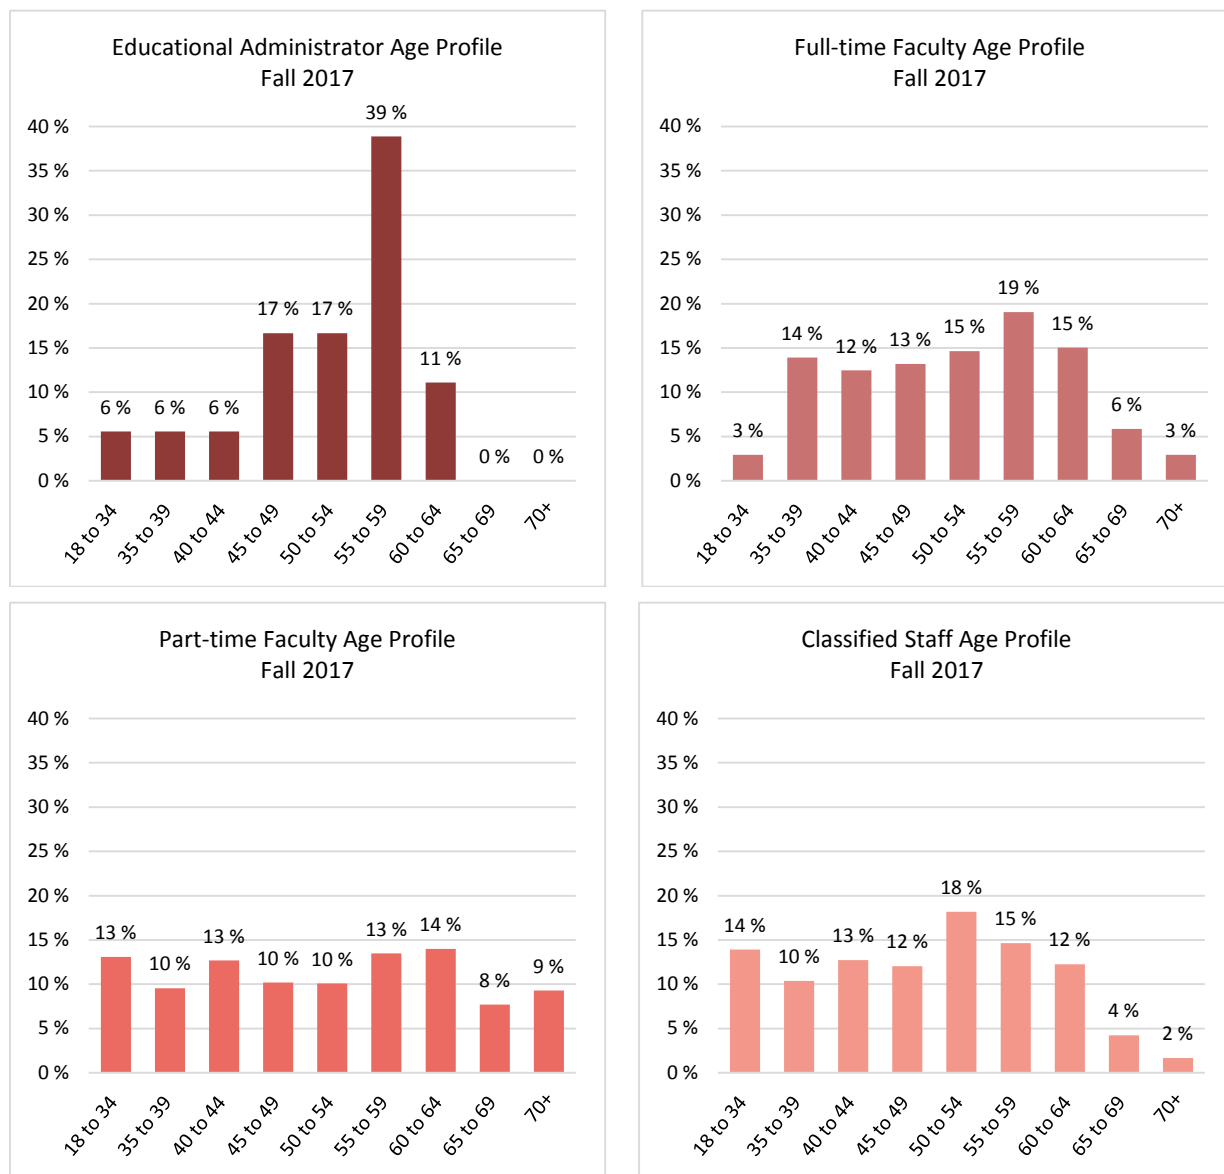 Educational Administrator Age Profile
Fall 2017
39 %
40 %
35 %
30 %
25 %
20 %
15 %
10 %
5 %
0 %
6 %
6 %
6 %
17 %
17 %
11 %
0 %
0 %
18 to 34
35 to 39
40 to 44
45 to 49
50 to 54
55 to 59
60 to 64
65 to 69
70+
Full-time Faculty Age Profile
Fall 2017
40 %
35 %
30 %
25 %
20 %
15 %
10 %
5 %
0 %
3 %
14 %
12 %
13 %
15 %
19 %
15 %
6 %
3 %
18 to 34
35 to 39
40 to 44
45 to 49
50 to 54
55 to 59
60 to 64
65 to 69
70+
Part-time Faculty Age Profile
Fall 2017
40 %
35 %
30 %
25 %
20 %
15 %
10 %
5 %
0 %
13 %
10 %
13 %
10 %
10 %
13 %
14 %
8 %
9 %
18 to 34
35 to 39
40 to 44
45 to 49
50 to 54
55 to 59
60 to 64
65 to 69
70+
Classified Staff Age Profile
Fall 2017
40 %
35 %
30 %
25 %
20 %
15 %
10 %
5 %
0 %
14 %
10 %
13 %
12 %
18 %
15 %
12 %
4 %
2 %
18 to 34
35 to 39
40 to 44
45 to 49
50 to 54
55 to 59
60 to 64
65 to 69
70+